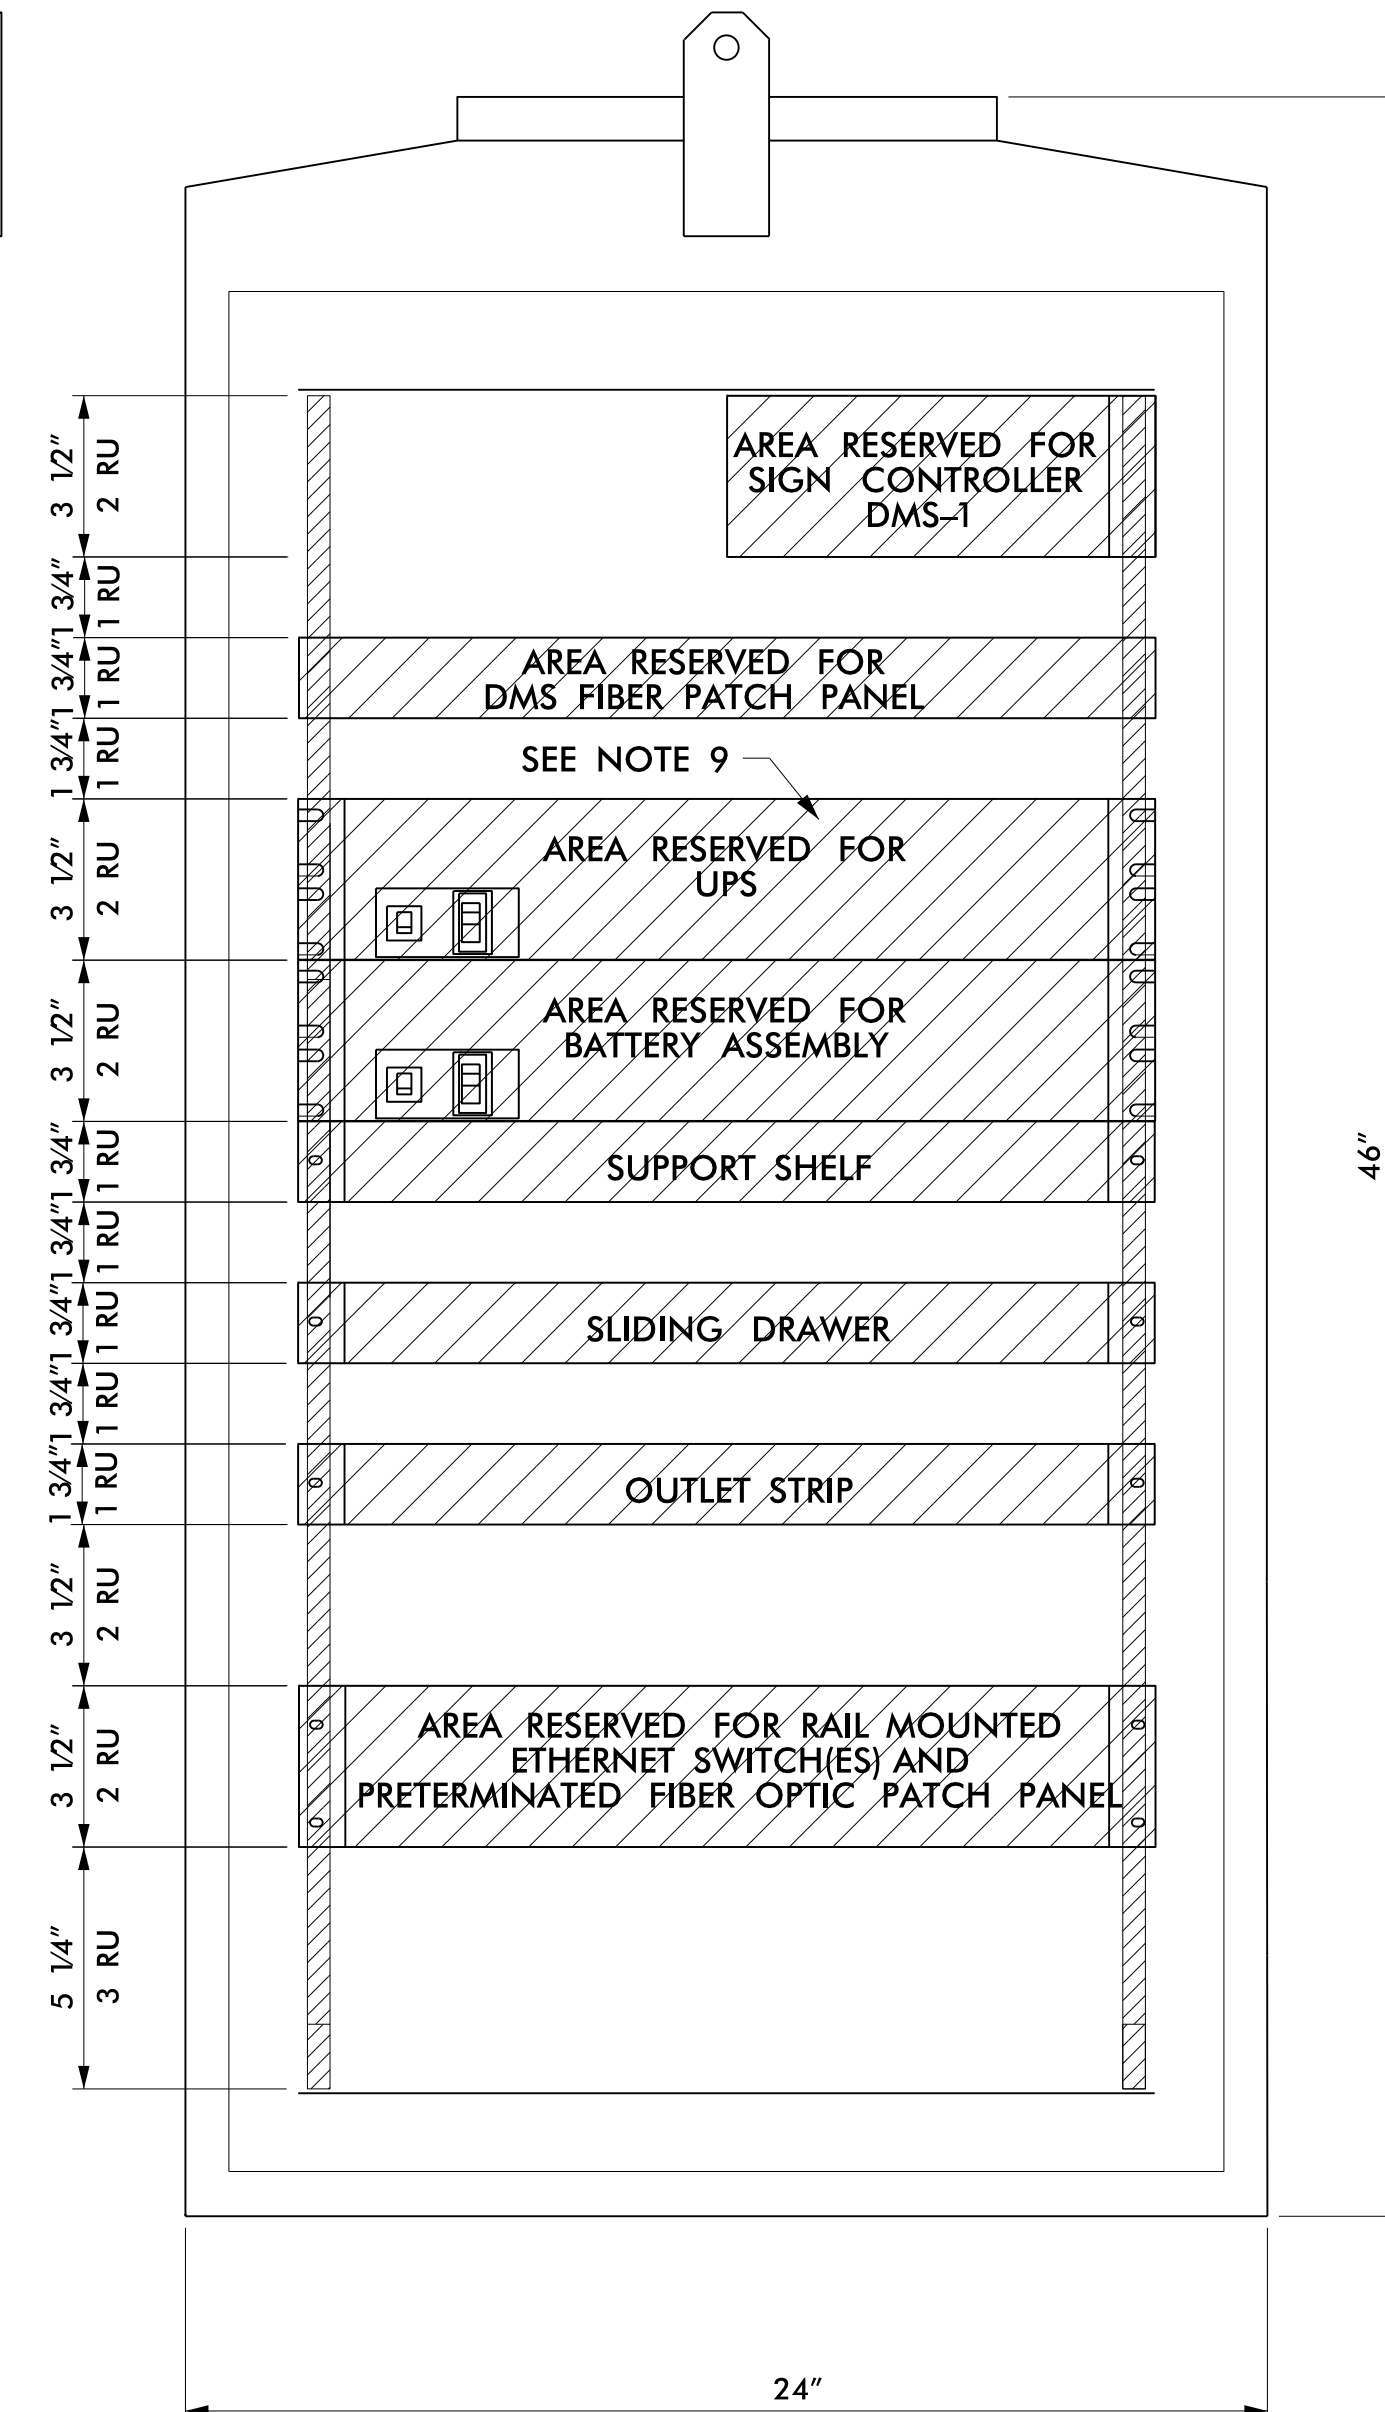 3 1/2"
2 RU
AREA RESERVED FOR
SIGN CONTROLLER
DMS-1
1 3/4"
1 RU
1 3/4"
1 RU
AREA RESERVED FOR
DMS FIBER PATCH PANEL
1 3/4"
1 RU
SEE NOTE 9
3 1/2"
2 RU
AREA RESERVED FOR
UPS
3 1/2"
2 RU
AREA RESERVED FOR
BATTERY ASSEMBLY
1 3/4"
1 RU
SUPPORT SHELF
46"
1 3/4"
1 RU
1 3/4"
1 RU
SLIDING DRAWER
1 3/4"
1 RU
1 3/4"
1 RU
OUTLET STRIP
3 1/2"
2 RU
3 1/2"
2 RU
AREA RESERVED FOR RAIL MOUNTED
ETHERNET SWITCH(ES) AND
PRETERMINATED FIBER OPTIC PATCH PANEL
5 1/4"
3 RU
24"